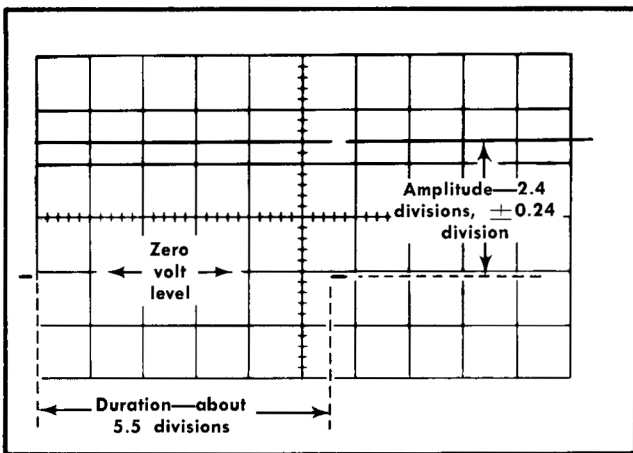 Amplitude—2.4
divisions, ±0.24
division
Zero
volt
level
Duration—about
5.5 divisions